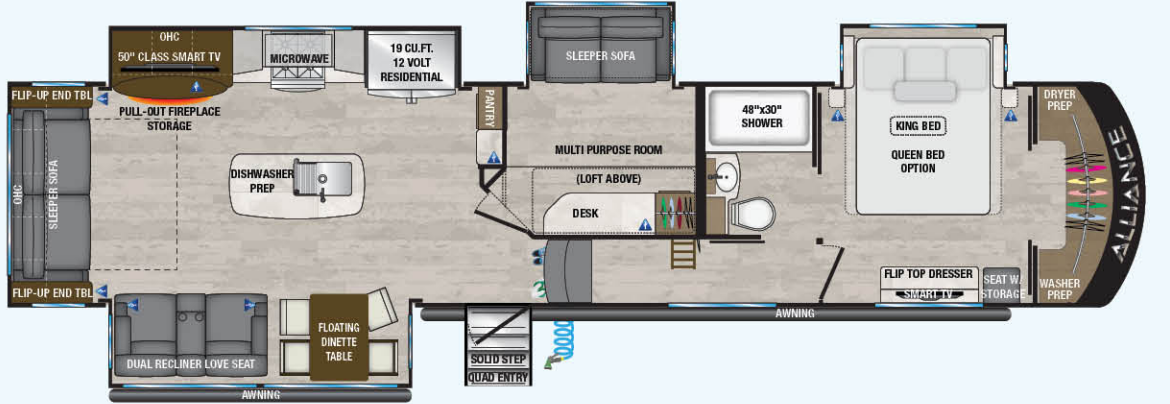 OHC
50" CLASS SMART TV
MICROWAVE
19 CU.FT.
12 VOLT
RESIDENTIAL
SLEEPER SOFA
FLIP-UP END TBL
PULL-OUT FIREPLACE
STORAGE
PANTRY
48"x30"
SHOWER
DRYER
PREP
KING BED
QUEEN BED
OPTION
MULTI PURPOSE ROOM
(LOFT ABOVE)
DESK
DISHWASHER
PREP
OHC
SLEEPER SOFA
ALLIANCE
FLIP-UP END TBL
FLIP TOP DRESSER
SMART TV
SEAT W.
STORAGE
WASHER
PREP
AWNING
FLOATING
DINETTE
TABLE
DUAL RECLINER LOVE SEAT
SOLID STEP
QUAD ENTRY
AWNING